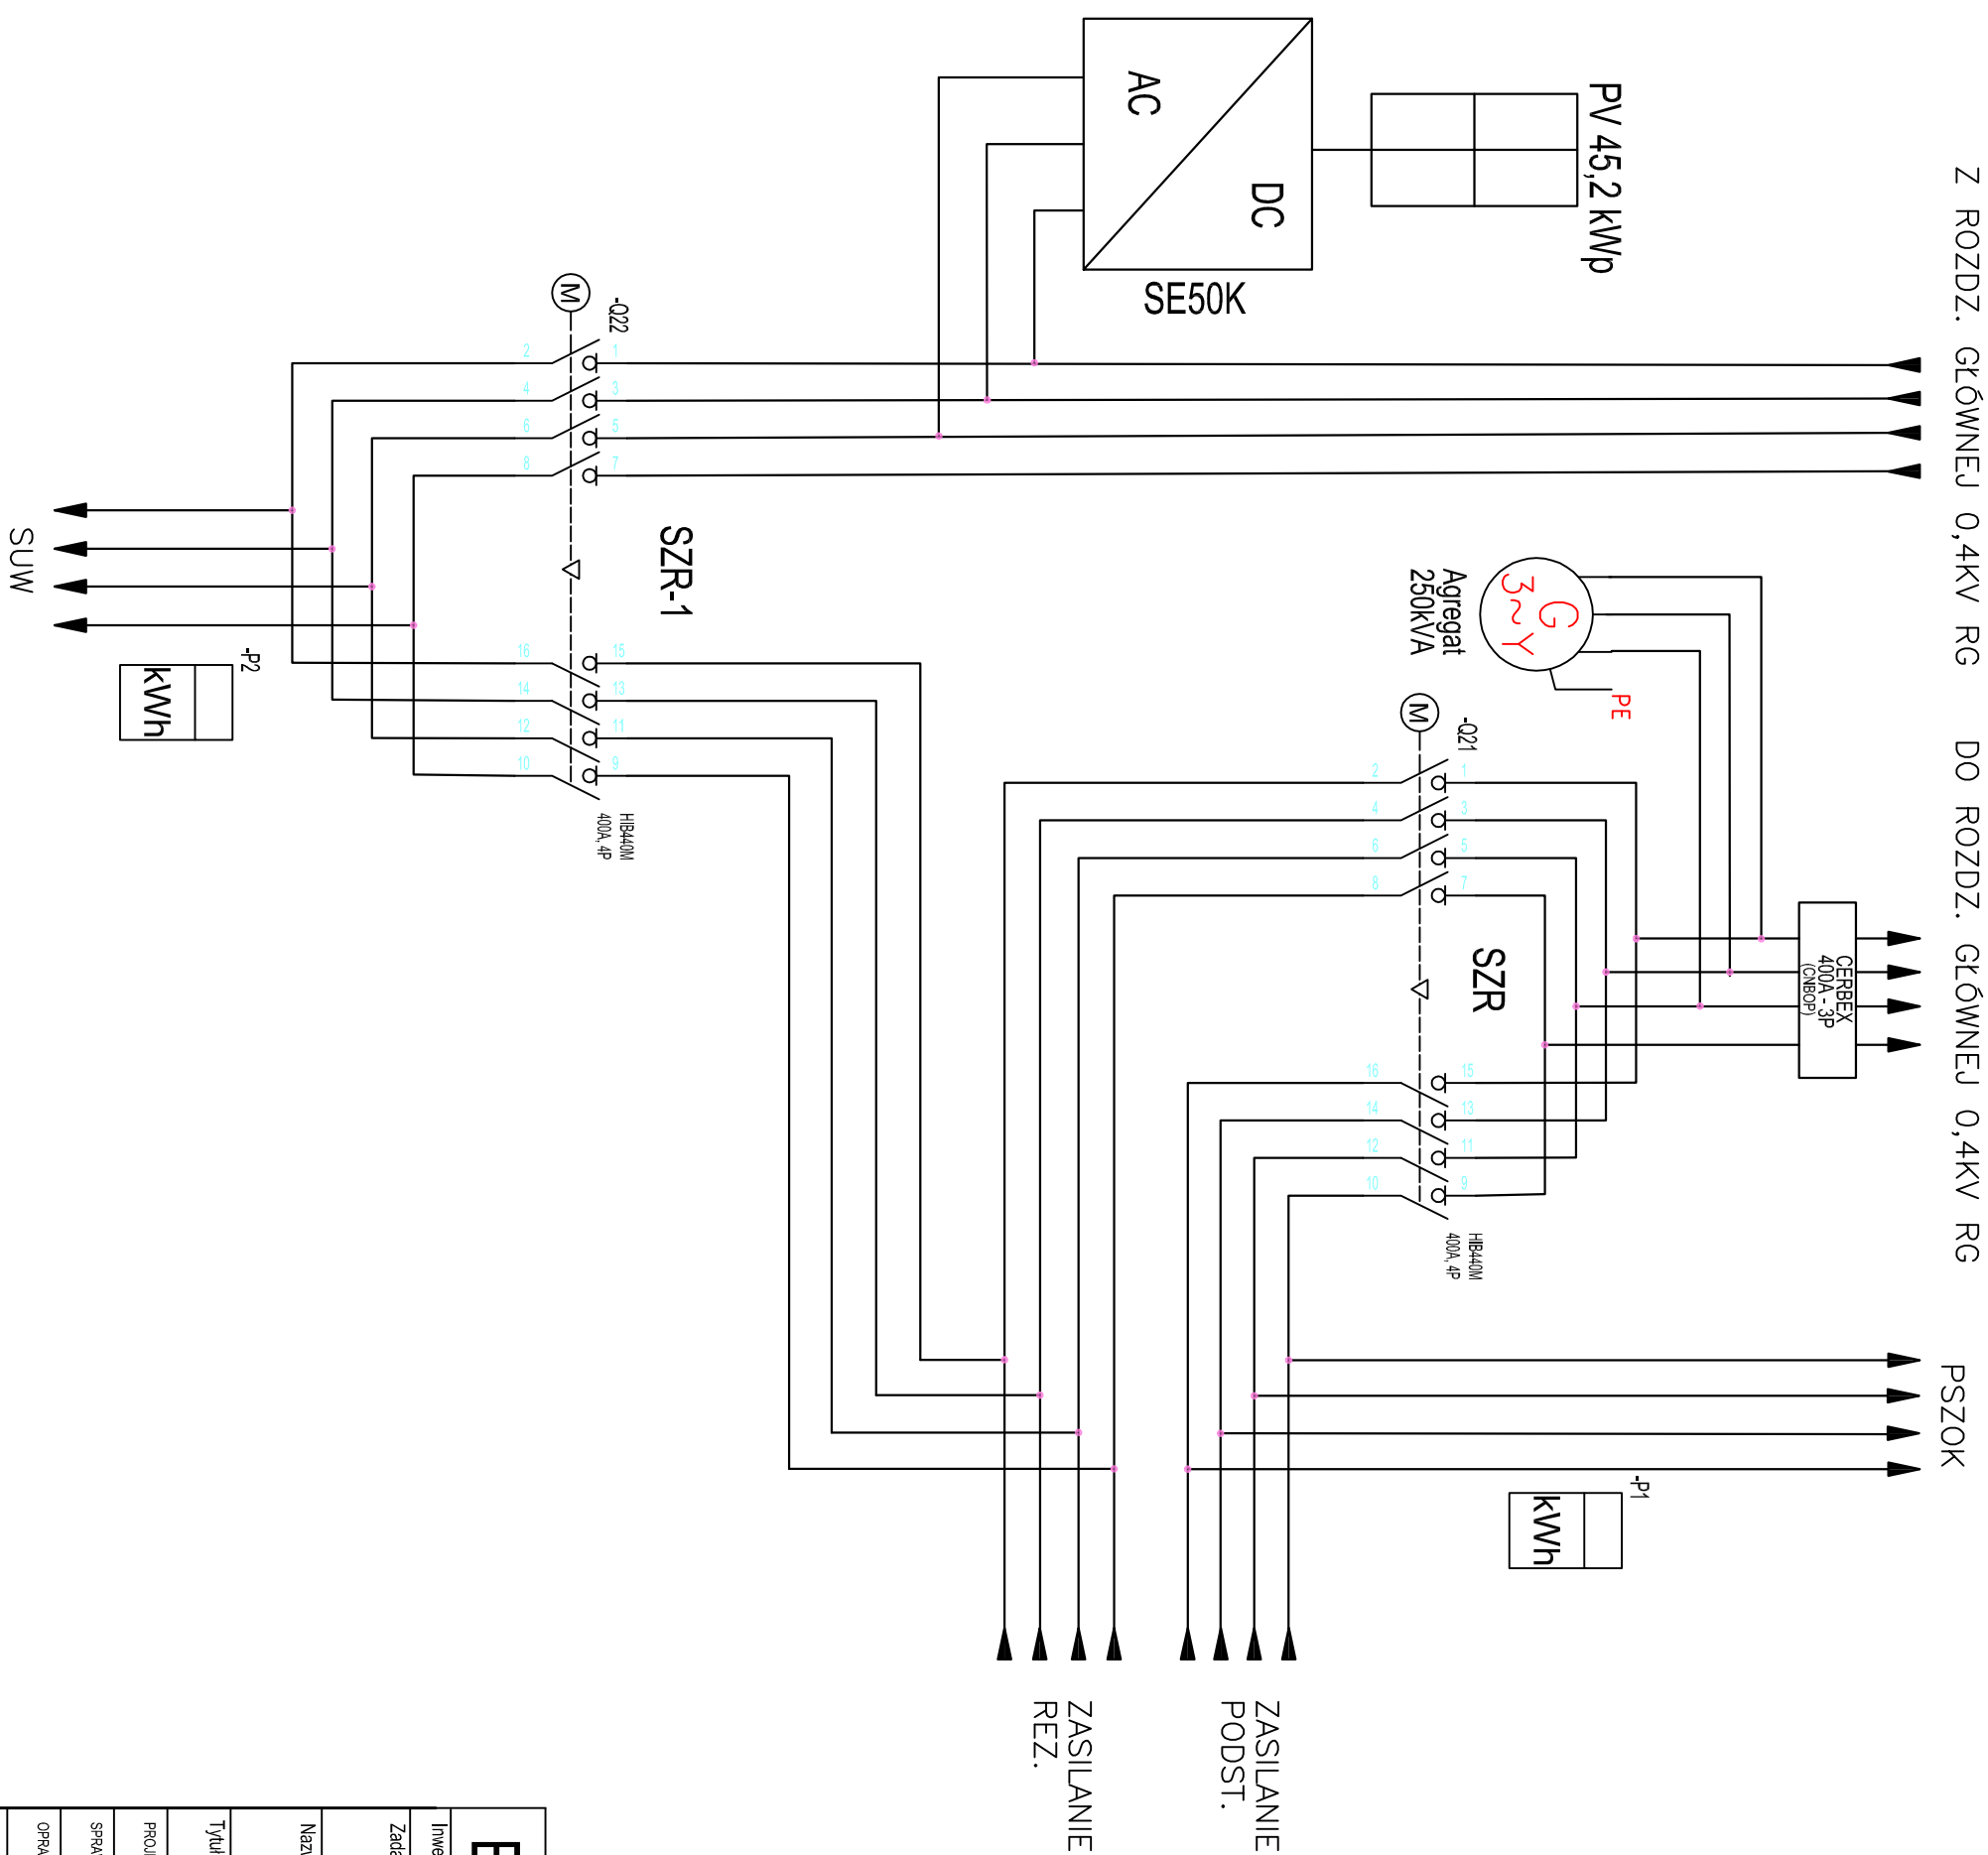 Z ROZDZ. GŁÓWNEJ 0,4KV RG
DO ROZDZ. GŁÓWNEJ 0,4KV RG
PSZOK
PV 45,2 kWp
AC
DC
SE50K
Agregat
250kVA
G
3~Y
PE
CERBEX
400A - 3P
(CNBOP)
-P1
kWh
M
-Q21
2 1
4 3
6 5
8 7
SZR
16 15
14 13
12 11
10 9
HIB440M
400A, 4P
M
-Q22
2 1
4 3
6 5
8 7
SZR-1
16 15
14 13
12 11
10 9
HIB440M
400A, 4P
-P2
kWh
SUW
ZASILANIE
PODST.
ZASILANIE
REZ.